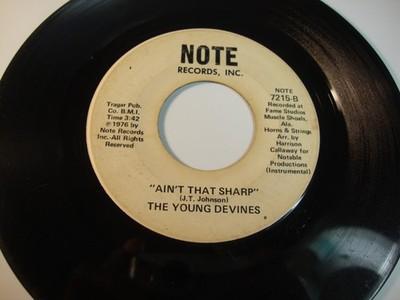 NOTE
RECORDS, INC.
Tragar Pub.
Co. B.M.I.
Time 3:42
℗ 1976 by
Note Records
Inc.-All Rights
Reserved
NOTE
7215-B
Recorded at
Fame Studios
Muscle Shoals,
Ala.
Horns & Strings
Arr. by
Harrison
Callaway for
Notable
Productions
(Instrumental)
"AIN'T THAT SHARP"
(J.T. Johnson)
THE YOUNG DEVINES